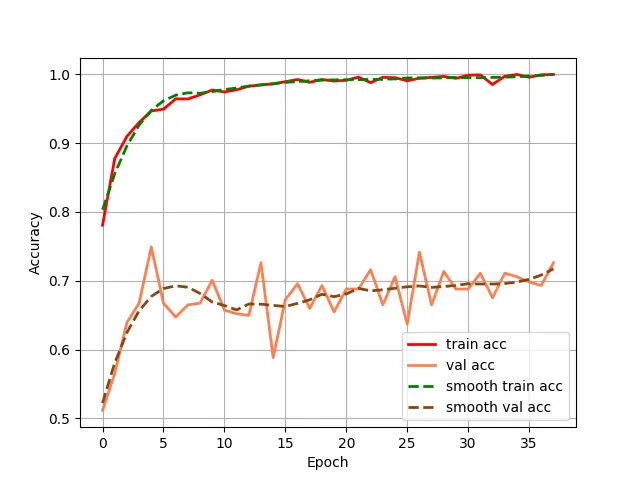 1.0
0.9
0.8
0.7
0.6
0.5
Accuracy
train acc
val acc
smooth train acc
smooth val acc
0 5 10 15 20 25 30 35
Epoch